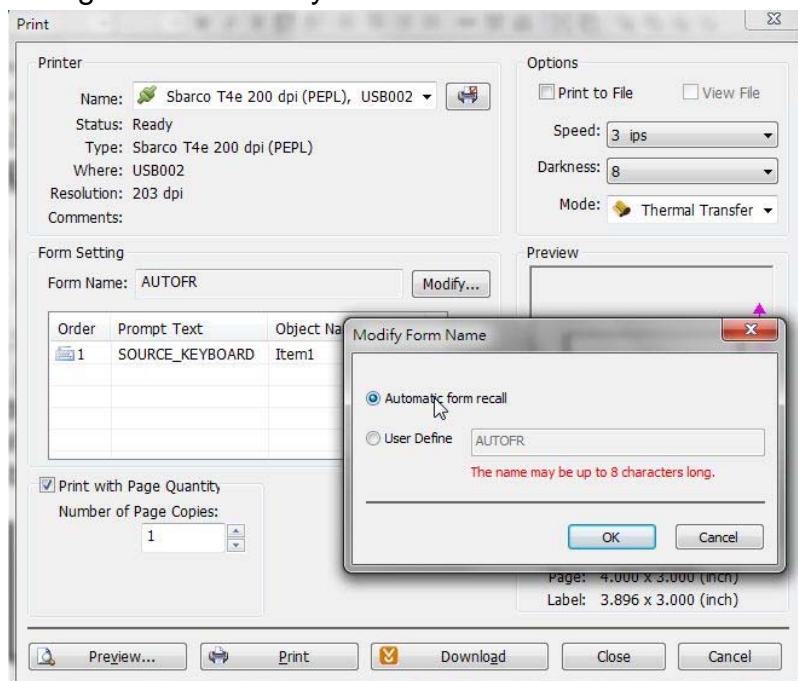 Print
Printer
Name: Sbarco T4e 200 dpi (PEPL), USB002
Status: Ready
Type: Sbarco T4e 200 dpi (PEPL)
Where: USB002
Resolution: 203 dpi
Comments:
Options
Print to File View File
Speed: 3 ips
Darkness: 8
Mode: Thermal Transfer
Form Setting
Form Name: AUTOFR Modify...
Order Prompt Text Object Na
1 SOURCE_KEYBOARD Item1
Preview
Modify Form Name
Automatic form recall
User Define AUTOFR
The name may be up to 8 characters long.
OK Cancel
Print with Page Quantity
Number of Page Copies:
1
Page: 4.000 x 3.000 (inch)
Label: 3.896 x 3.000 (inch)
Preview... Print Download Close Cancel